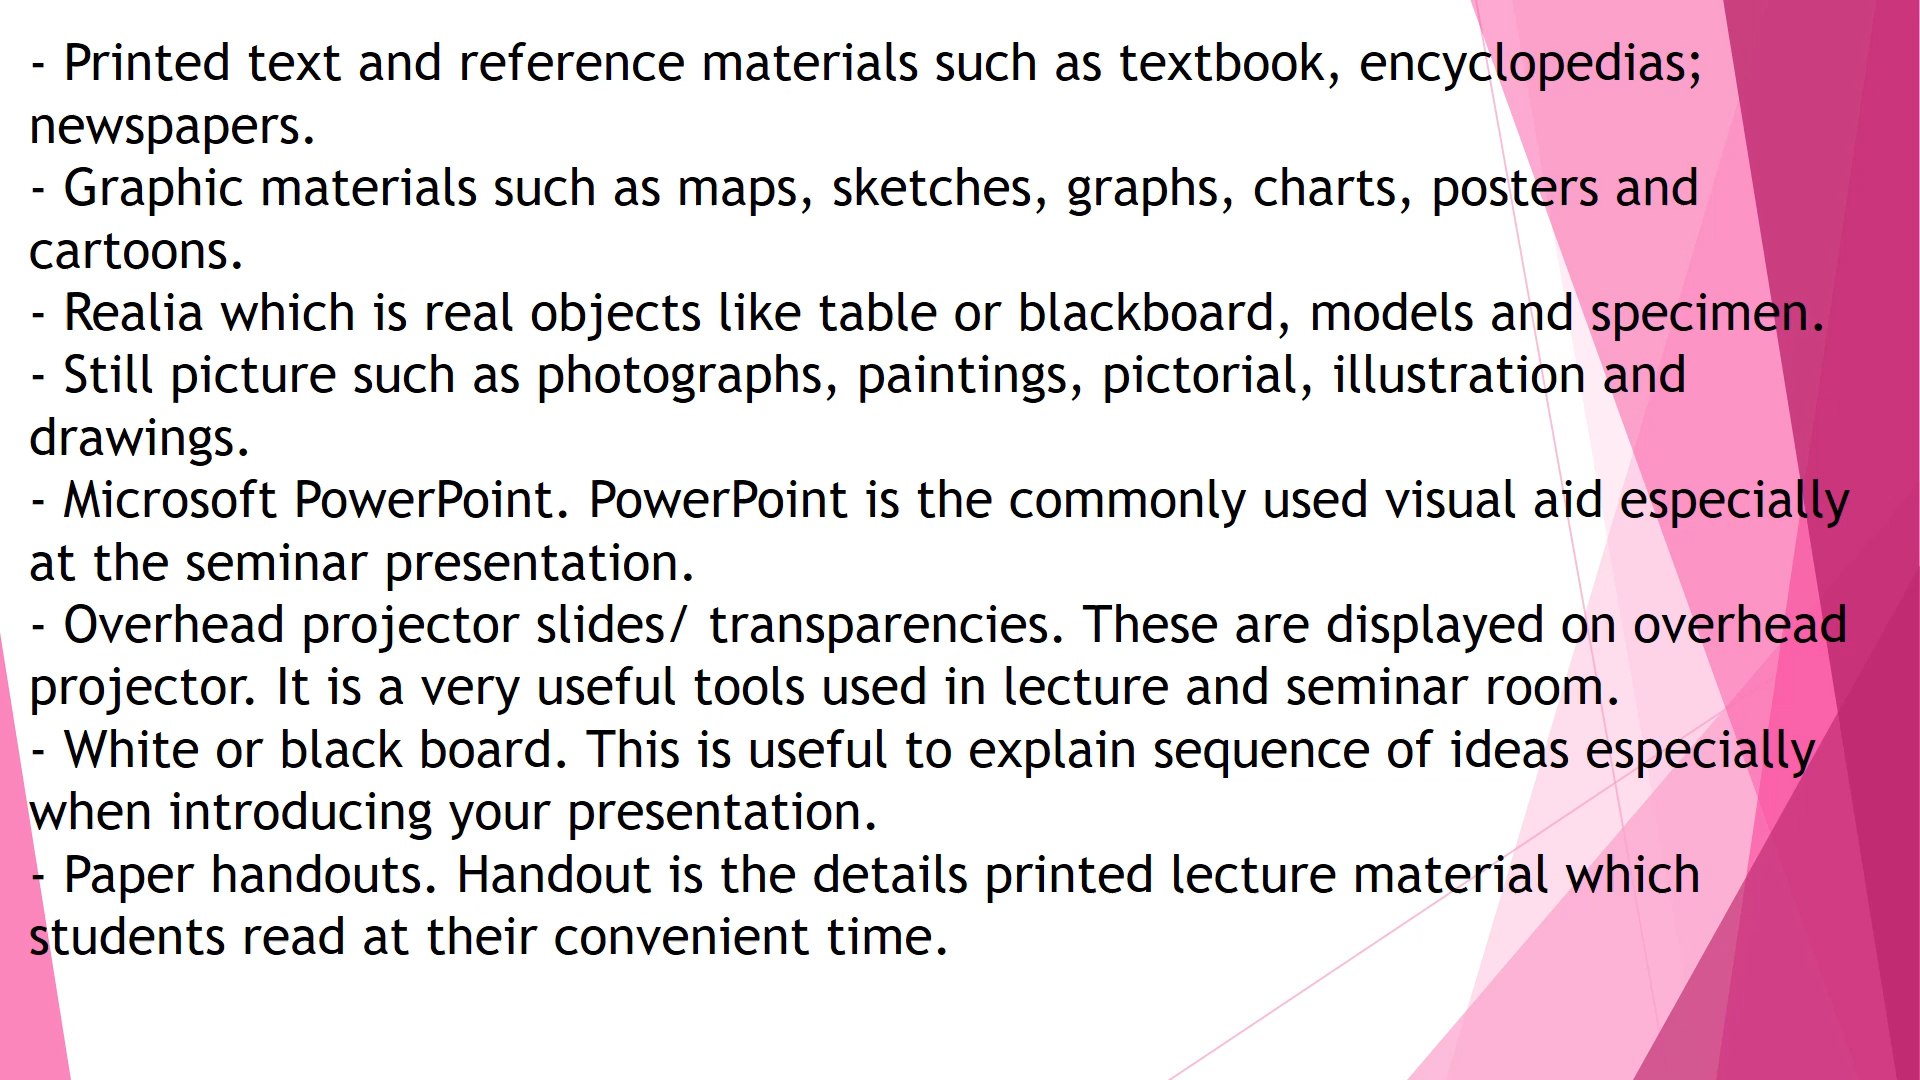 - Printed text and reference materials such as textbook, encyclopedias;
newspapers.
- Graphic materials such as maps, sketches, graphs, charts, posters and
cartoons.
- Realia which is real objects like table or blackboard, models and specimen.
- Still picture such as photographs, paintings, pictorial, illustration and
drawings.
- Microsoft PowerPoint. PowerPoint is the commonly used visual aid especially
at the seminar presentation.
- Overhead projector slides/ transparencies. These are displayed on overhead
projector. It is a very useful tools used in lecture and seminar room.
- White or black board. This is useful to explain sequence of ideas especially
when introducing your presentation.
- Paper handouts. Handout is the details printed lecture material which
students read at their convenient time.